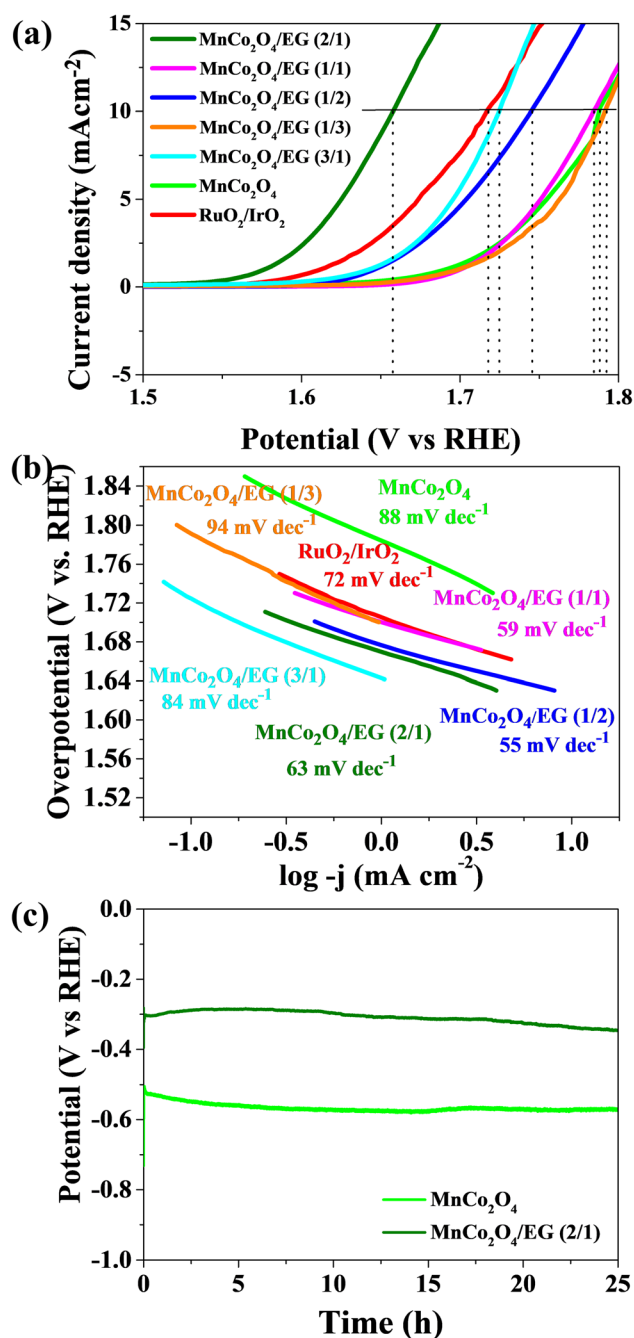 (a)
15
10
5
0
-5
Current density (mAcm⁻²)
MnCo₂O₄/EG (2/1)
MnCo₂O₄/EG (1/1)
MnCo₂O₄/EG (1/2)
MnCo₂O₄/EG (1/3)
MnCo₂O₄/EG (3/1)
MnCo₂O₄
RuO₂/IrO₂
1.5 1.6 1.7 1.8
Potential (V vs RHE)
(b)
1.84
1.80
1.76
1.72
1.68
1.64
1.60
1.56
1.52
Overpotential (V vs. RHE)
MnCo₂O₄/EG (1/3)
94 mV dec⁻¹
MnCo₂O₄
88 mV dec⁻¹
RuO₂/IrO₂
72 mV dec⁻¹
MnCo₂O₄/EG (1/1)
59 mV dec⁻¹
MnCo₂O₄/EG (3/1)
84 mV dec⁻¹
MnCo₂O₄/EG (2/1)
63 mV dec⁻¹
MnCo₂O₄/EG (1/2)
55 mV dec⁻¹
-1.0 -0.5 0.0 0.5 1.0
log -j (mA cm⁻²)
(c)
0.0
-0.2
-0.4
-0.6
-0.8
-1.0
Potential (V vs RHE)
MnCo₂O₄
MnCo₂O₄/EG (2/1)
0 5 10 15 20 25
Time (h)